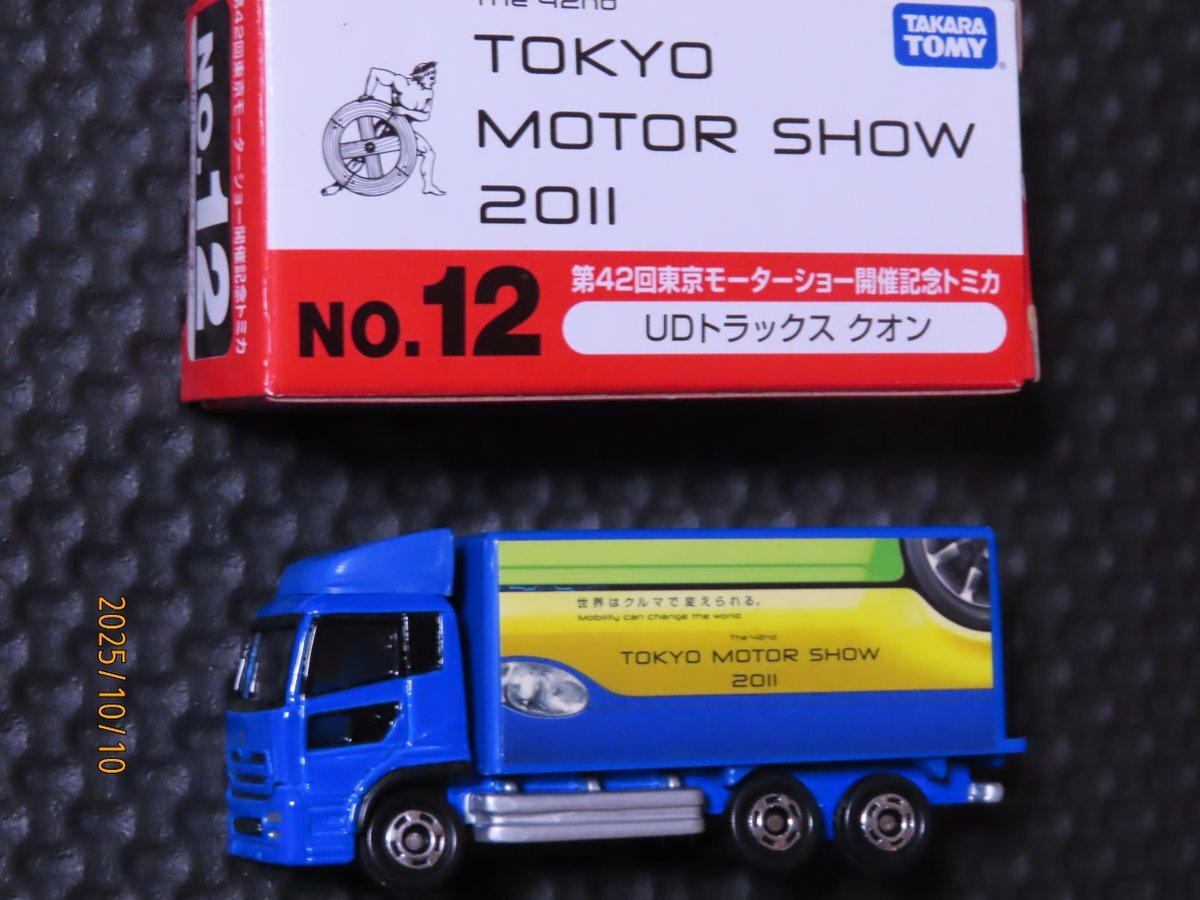 The 42nd
TOKYO
MOTOR SHOW
2011
TAKARA
TOMY
NO.12
第42回東京モーターショー開催記念トミカ
NO.12
第42回東京モーターショー開催記念トミカ
UDトラックス クオン
世界はクルマで変えられる。
Mobility can change the world.
The 42nd
TOKYO MOTOR SHOW
2011
2025/10/10